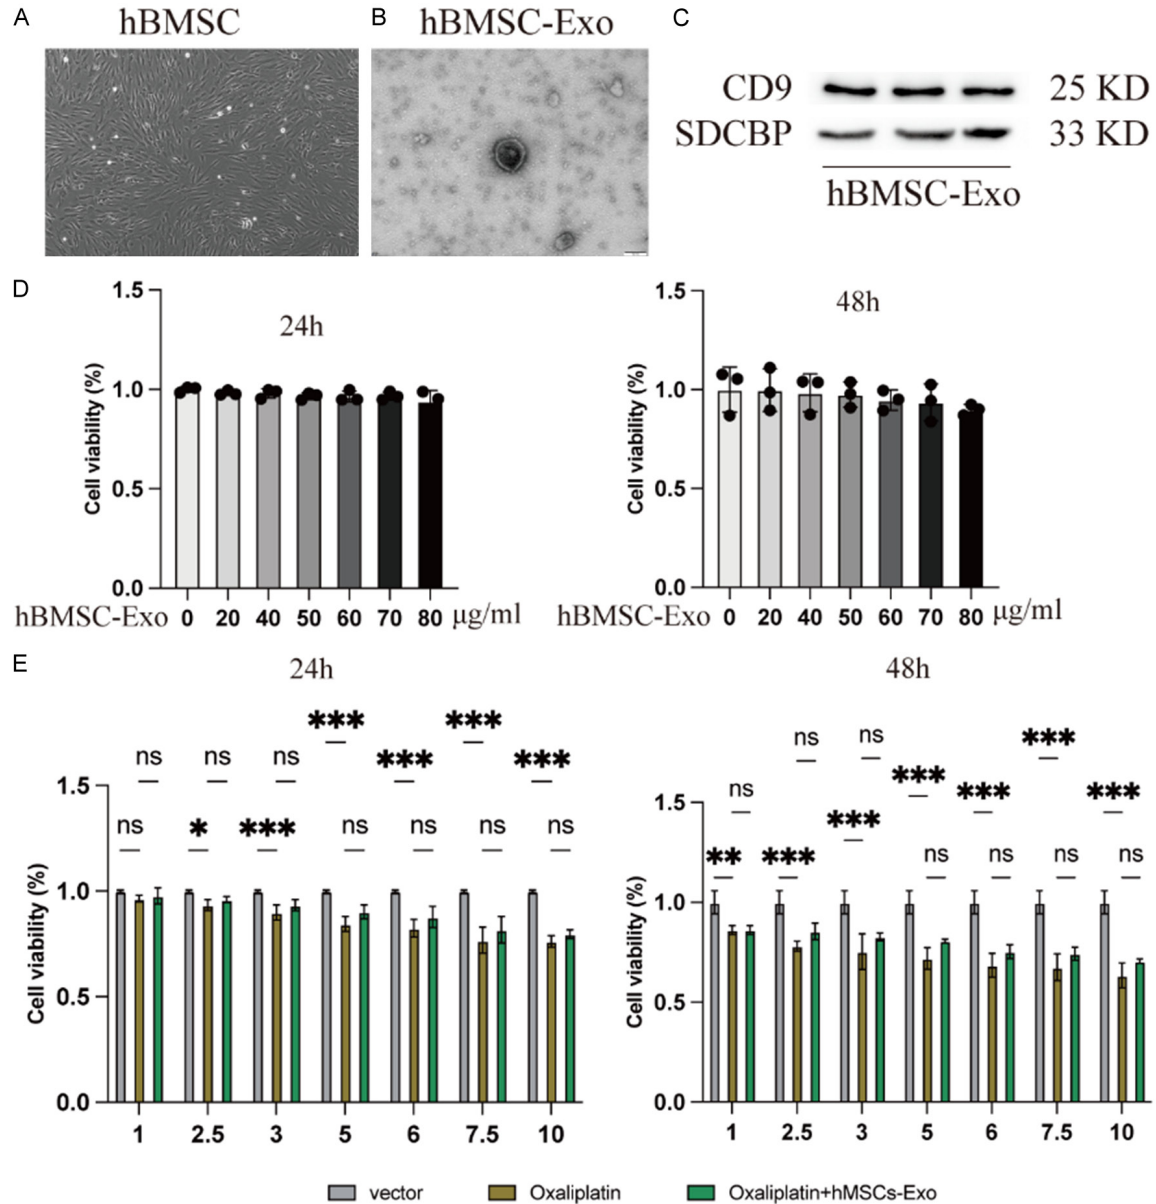 A hBMSC B hBMSC-Exo C
CD9 25 KD
SDCBP 33 KD
hBMSC-Exo
D
24h
1.5
1.0
0.5
0.0
Cell viability (%)
hBMSC-Exo 0 20 40 50 60 70 80 μg/ml
48h
1.5
1.0
0.5
0.0
Cell viability (%)
hBMSC-Exo 0 20 40 50 60 70 80 μg/ml
E
24h
*** ***
ns ns ns *** ***
ns * *** ns ns ns ns
1.5
1.0
0.5
0.0
Cell viability (%)
1 2.5 3 5 6 7.5 10
48h
ns ns ***
ns *** *** ***
***
** *** ns ns ns ns
1.5
1.0
0.5
0.0
Cell viability (%)
1 2.5 3 5 6 7.5 10
vector Oxaliplatin Oxaliplatin+hMSCs-Exo